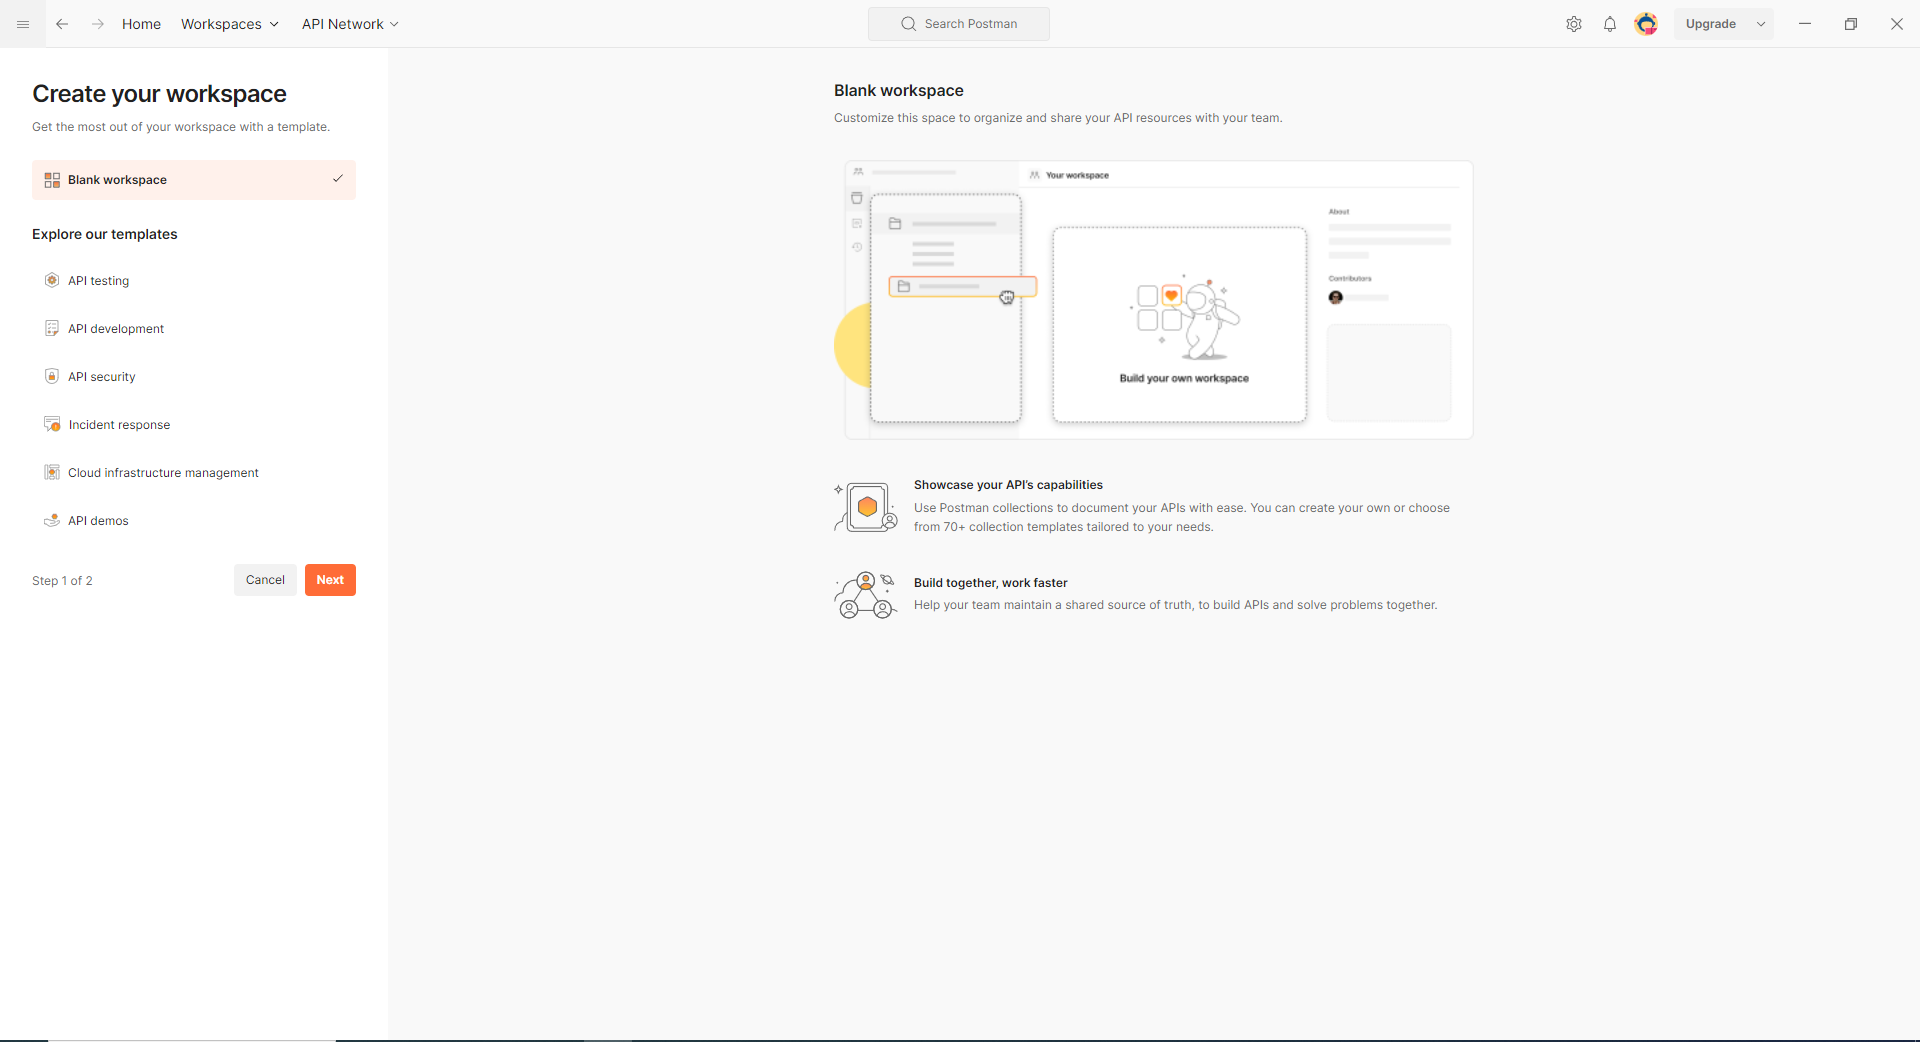 Home
Workspaces
API Network
Search Postman
Upgrade
Create your workspace
Get the most out of your workspace with a template.
Blank workspace
Explore our templates
API testing
API development
API security
Incident response
Cloud infrastructure management
API demos
Step 1 of 2
Cancel
Next
Blank workspace
Customize this space to organize and share your API resources with your team.
Your workspace
About
Contributors
Build your own workspace
Showcase your API's capabilities
Use Postman collections to document your APIs with ease. You can create your own or choose
from 70+ collection templates tailored to your needs.
Build together, work faster
Help your team maintain a shared source of truth, to build APIs and solve problems together.